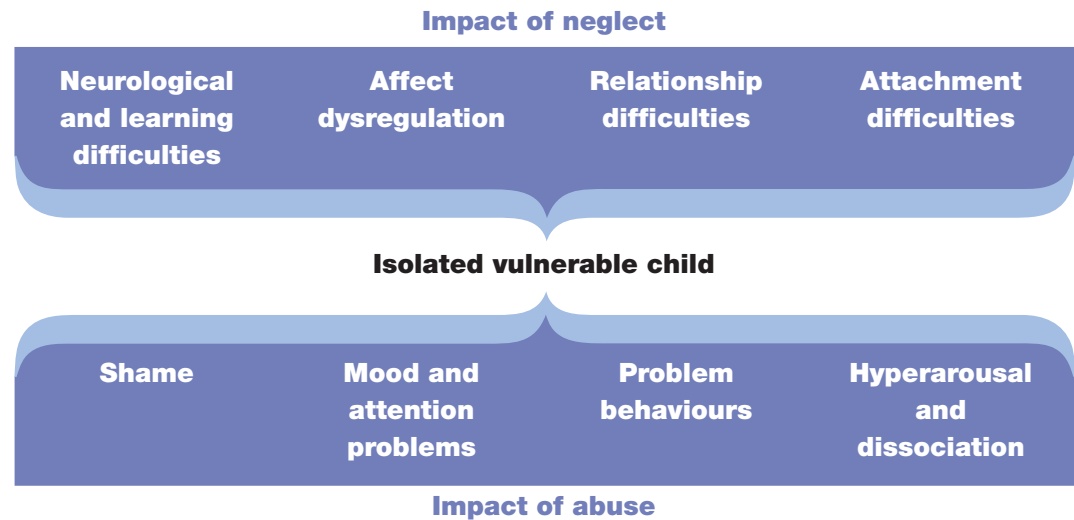 Impact of neglect
Neurological
and learning
difficulties
Affect
dysregulation
Relationship
difficulties
Attachment
difficulties
Isolated vulnerable child
Shame
Mood and
attention
problems
Problem
behaviours
Hyperarousal
and
dissociation
Impact of abuse